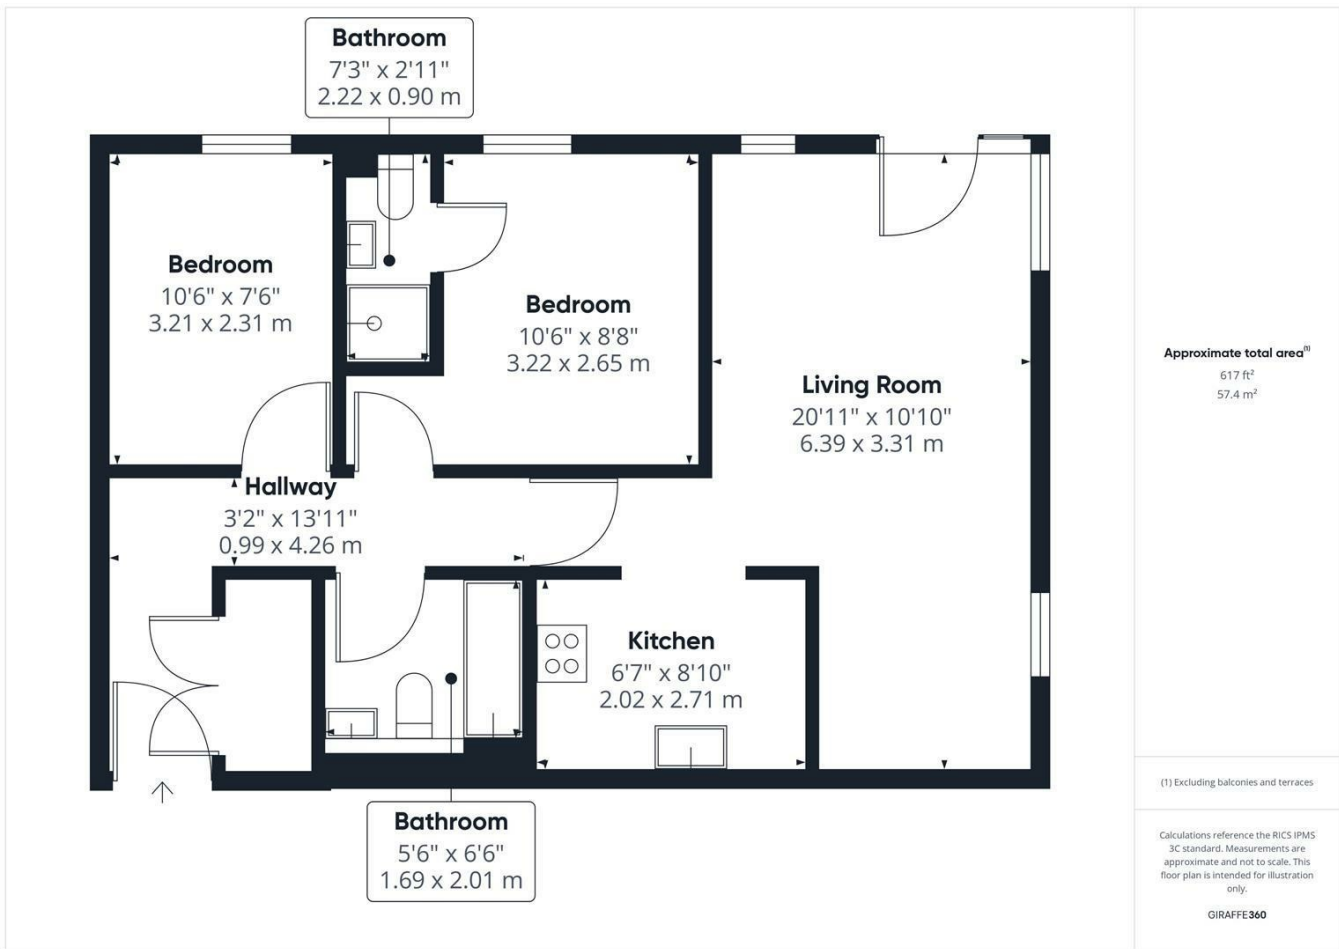 Bathroom
7'3" x 2'11"
2.22 x 0.90 m
Bedroom
10'6" x 7'6"
3.21 x 2.31 m
Bedroom
10'6" x 8'8"
3.22 x 2.65 m
Living Room
20'11" x 10'10"
6.39 x 3.31 m
Hallway
3'2" x 13'11"
0.99 x 4.26 m
Kitchen
6'7" x 8'10"
2.02 x 2.71 m
Bathroom
5'6" x 6'6"
1.69 x 2.01 m
Approximate total area(1)
617 ft²
57.4 m²
(1) Excluding balconies and terraces
Calculations reference the RICS IPMS
3C standard. Measurements are
approximate and not to scale. This
floor plan is intended for illustration
only.
GIRAFFE360